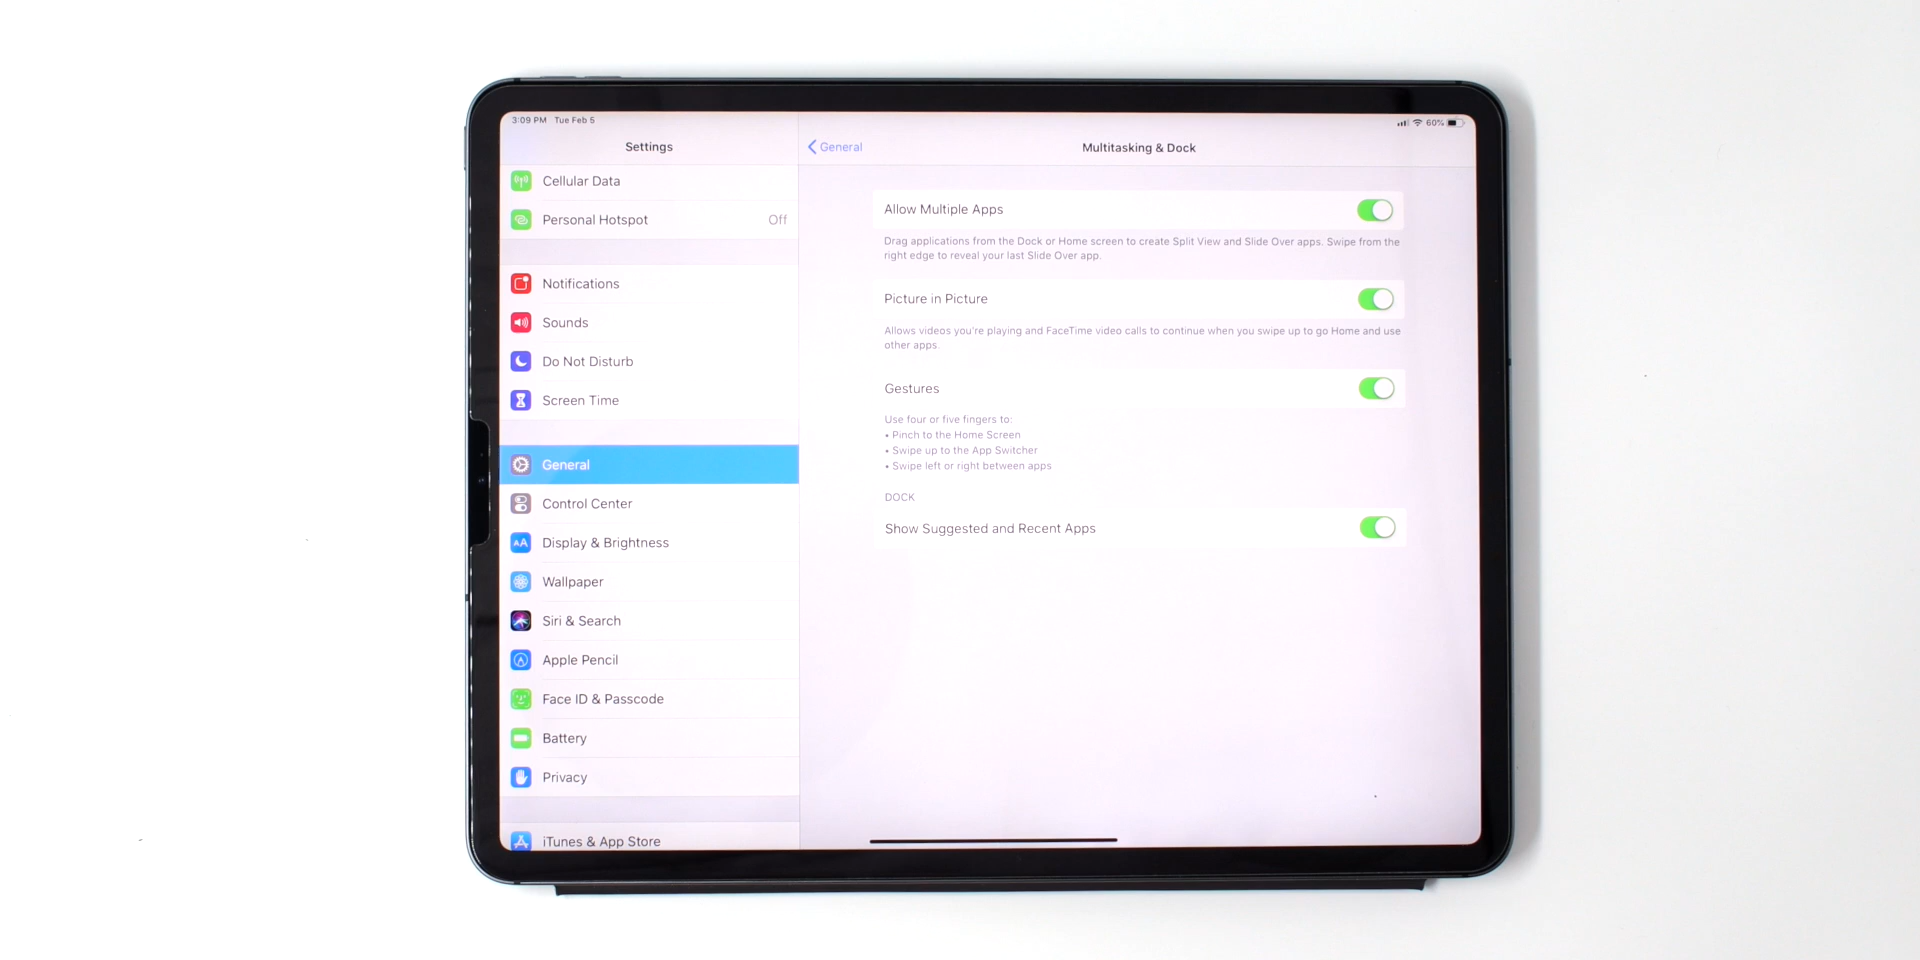 3:09 PM Tue Feb 5
60%
Settings
Cellular Data
Personal Hotspot Off
Notifications
Sounds
Do Not Disturb
Screen Time
General
Control Center
AA Display & Brightness
Wallpaper
Siri & Search
Apple Pencil
Face ID & Passcode
Battery
Privacy
iTunes & App Store
General
Multitasking & Dock
Allow Multiple Apps
Drag applications from the Dock or Home screen to create Split View and Slide Over apps. Swipe from the
right edge to reveal your last Slide Over app.
Picture in Picture
Allows videos you're playing and FaceTime video calls to continue when you swipe up to go Home and use
other apps.
Gestures
Use four or five fingers to:
• Pinch to the Home Screen
• Swipe up to the App Switcher
• Swipe left or right between apps
DOCK
Show Suggested and Recent Apps